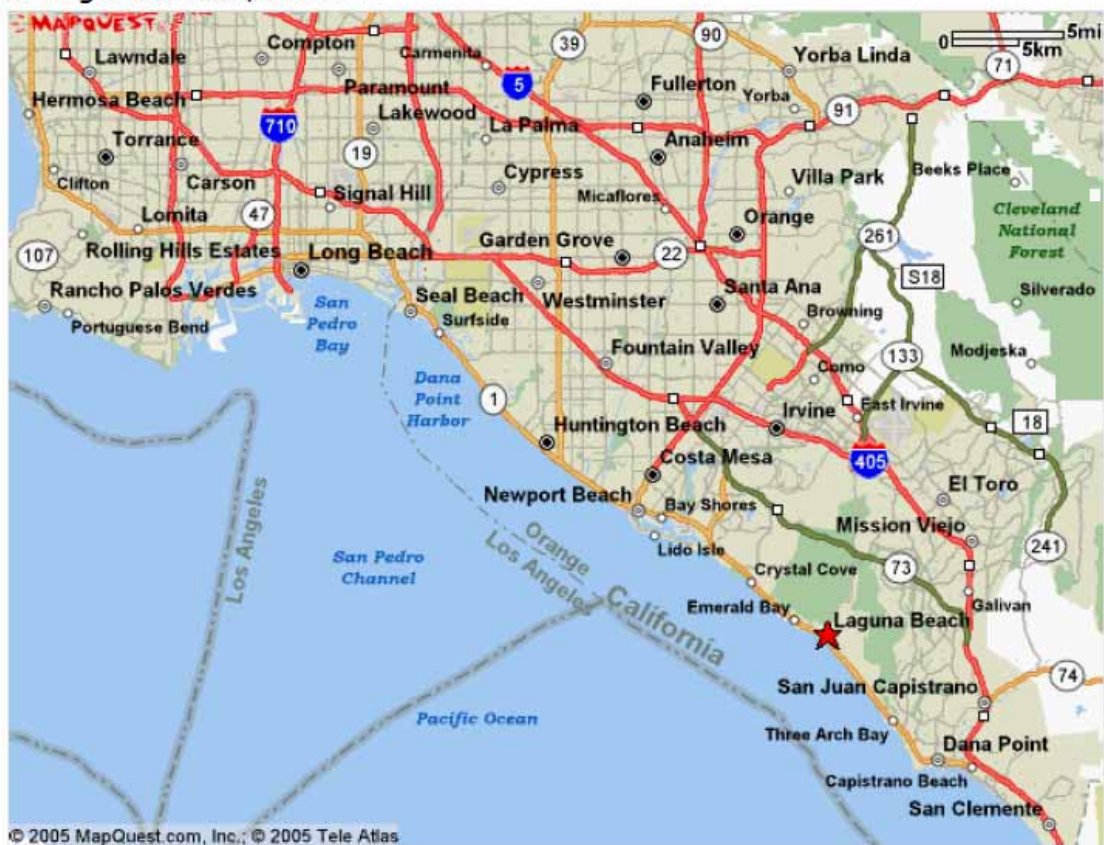 MAPQUEST
5mi
0
5km
Lawndale
Compton
Carmenita
39
90
Yorba Linda
71
Hermosa Beach
Paramount
5
Fullerton
Yorba
91
710
Lakewood
La Palma
Anaheim
Torrance
19
Cypress
Villa Park
Beeks Place
Clifton
Carson
Signal Hill
Micaflores
Cleveland
National
Forest
Lomita
47
Orange
261
107
Rolling Hills Estates
Long Beach
Garden Grove
22
S18
Rancho Palos Verdes
San
Pedro
Bay
Seal Beach
Westminster
Santa Ana
Silverado
Portuguese Bend
Surfside
Browning
Fountain Valley
133
Modjeska
Dana
Point
Harbor
1
Como
Irvine
East Irvine
18
Huntington Beach
Costa Mesa
405
El Toro
Newport Beach
Bay Shores
Mission Viejo
Los Angeles
Orange
Los Angeles
Lido Isle
241
San Pedro
Channel
Crystal Cove
73
California
Emerald Bay
Galivan
Laguna Beach
San Juan Capistrano
74
Pacific Ocean
Three Arch Bay
Dana Point
Capistrano Beach
San Clemente
© 2005 MapQuest.com, Inc.; © 2005 Tele Atlas